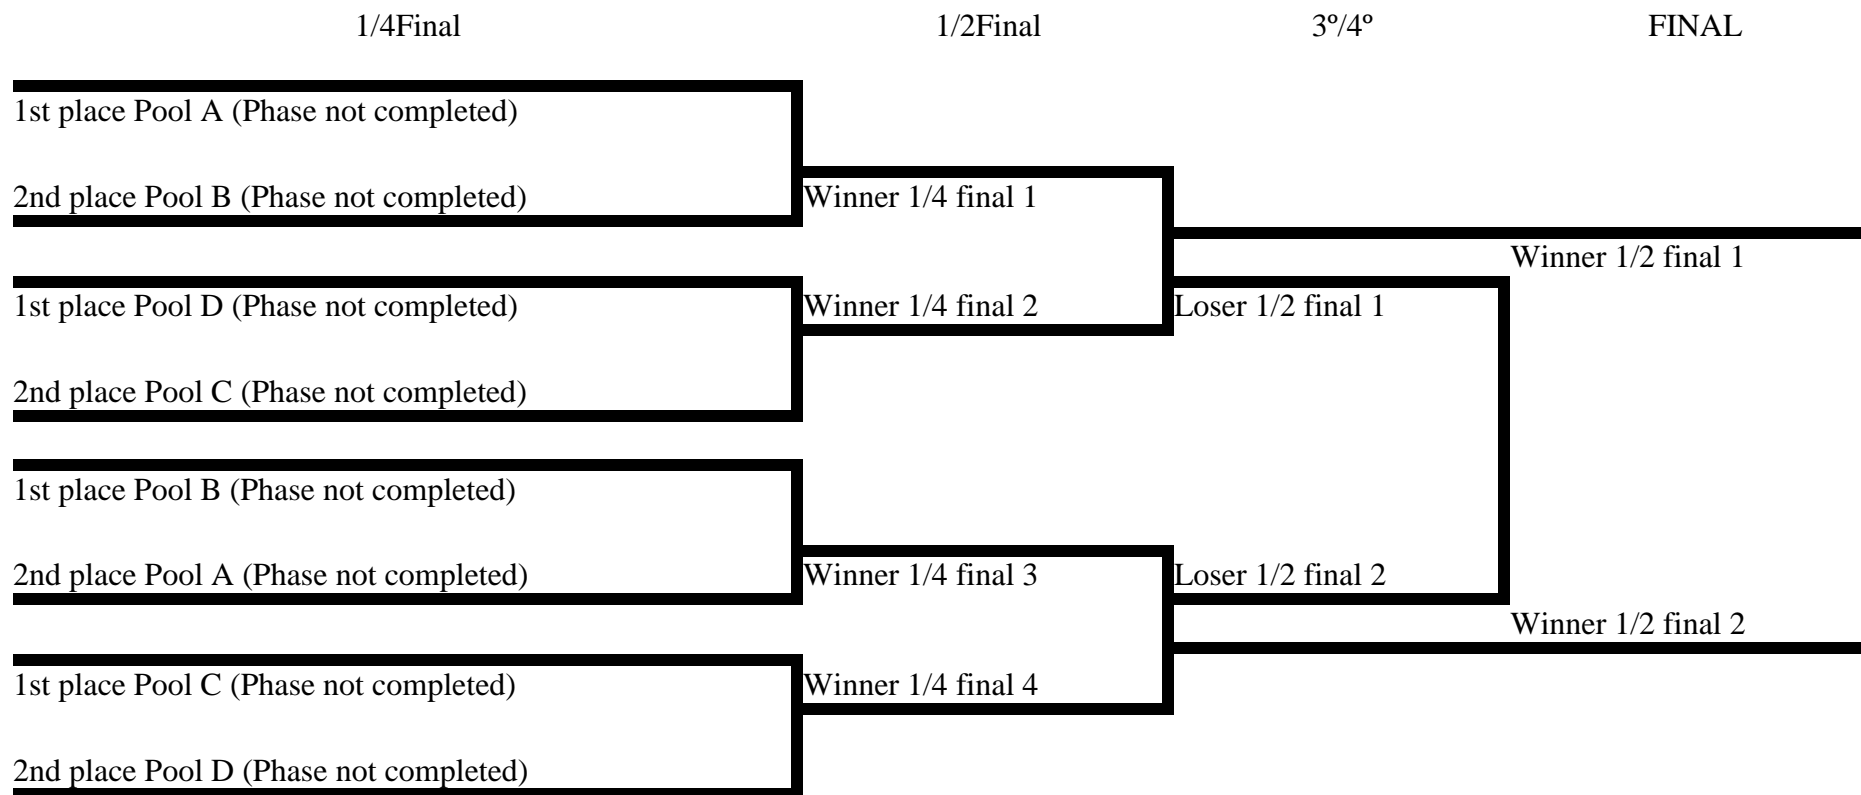 1/4Final
1/2Final
3º/4º
FINAL
1st place Pool A (Phase not completed)
2nd place Pool B (Phase not completed)
Winner 1/4 final 1
Winner 1/2 final 1
1st place Pool D (Phase not completed)
Winner 1/4 final 2
Loser 1/2 final 1
2nd place Pool C (Phase not completed)
1st place Pool B (Phase not completed)
2nd place Pool A (Phase not completed)
Winner 1/4 final 3
Loser 1/2 final 2
Winner 1/2 final 2
1st place Pool C (Phase not completed)
Winner 1/4 final 4
2nd place Pool D (Phase not completed)